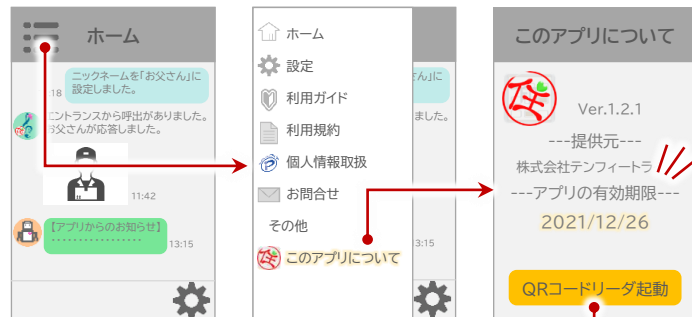 ホーム
ニックネームを「お父さん」に
設定しました。
18
エントランスから呼出がありました。
お父さんが応答しました。
11:42
【アプリからのお知らせ】
- - - - - - - - - - - - - - - -
13:15
ホーム
設定
利用ガイド
利用規約
個人情報取扱
お問合せ
その他
住 このアプリについて
さん」に
ました。
3:15
このアプリについて
住
Ver.1.2.1
---提供元---
株式会社テンフィートラ
---アプリの有効期限---
2021/12/26
QRコードリーダ起動